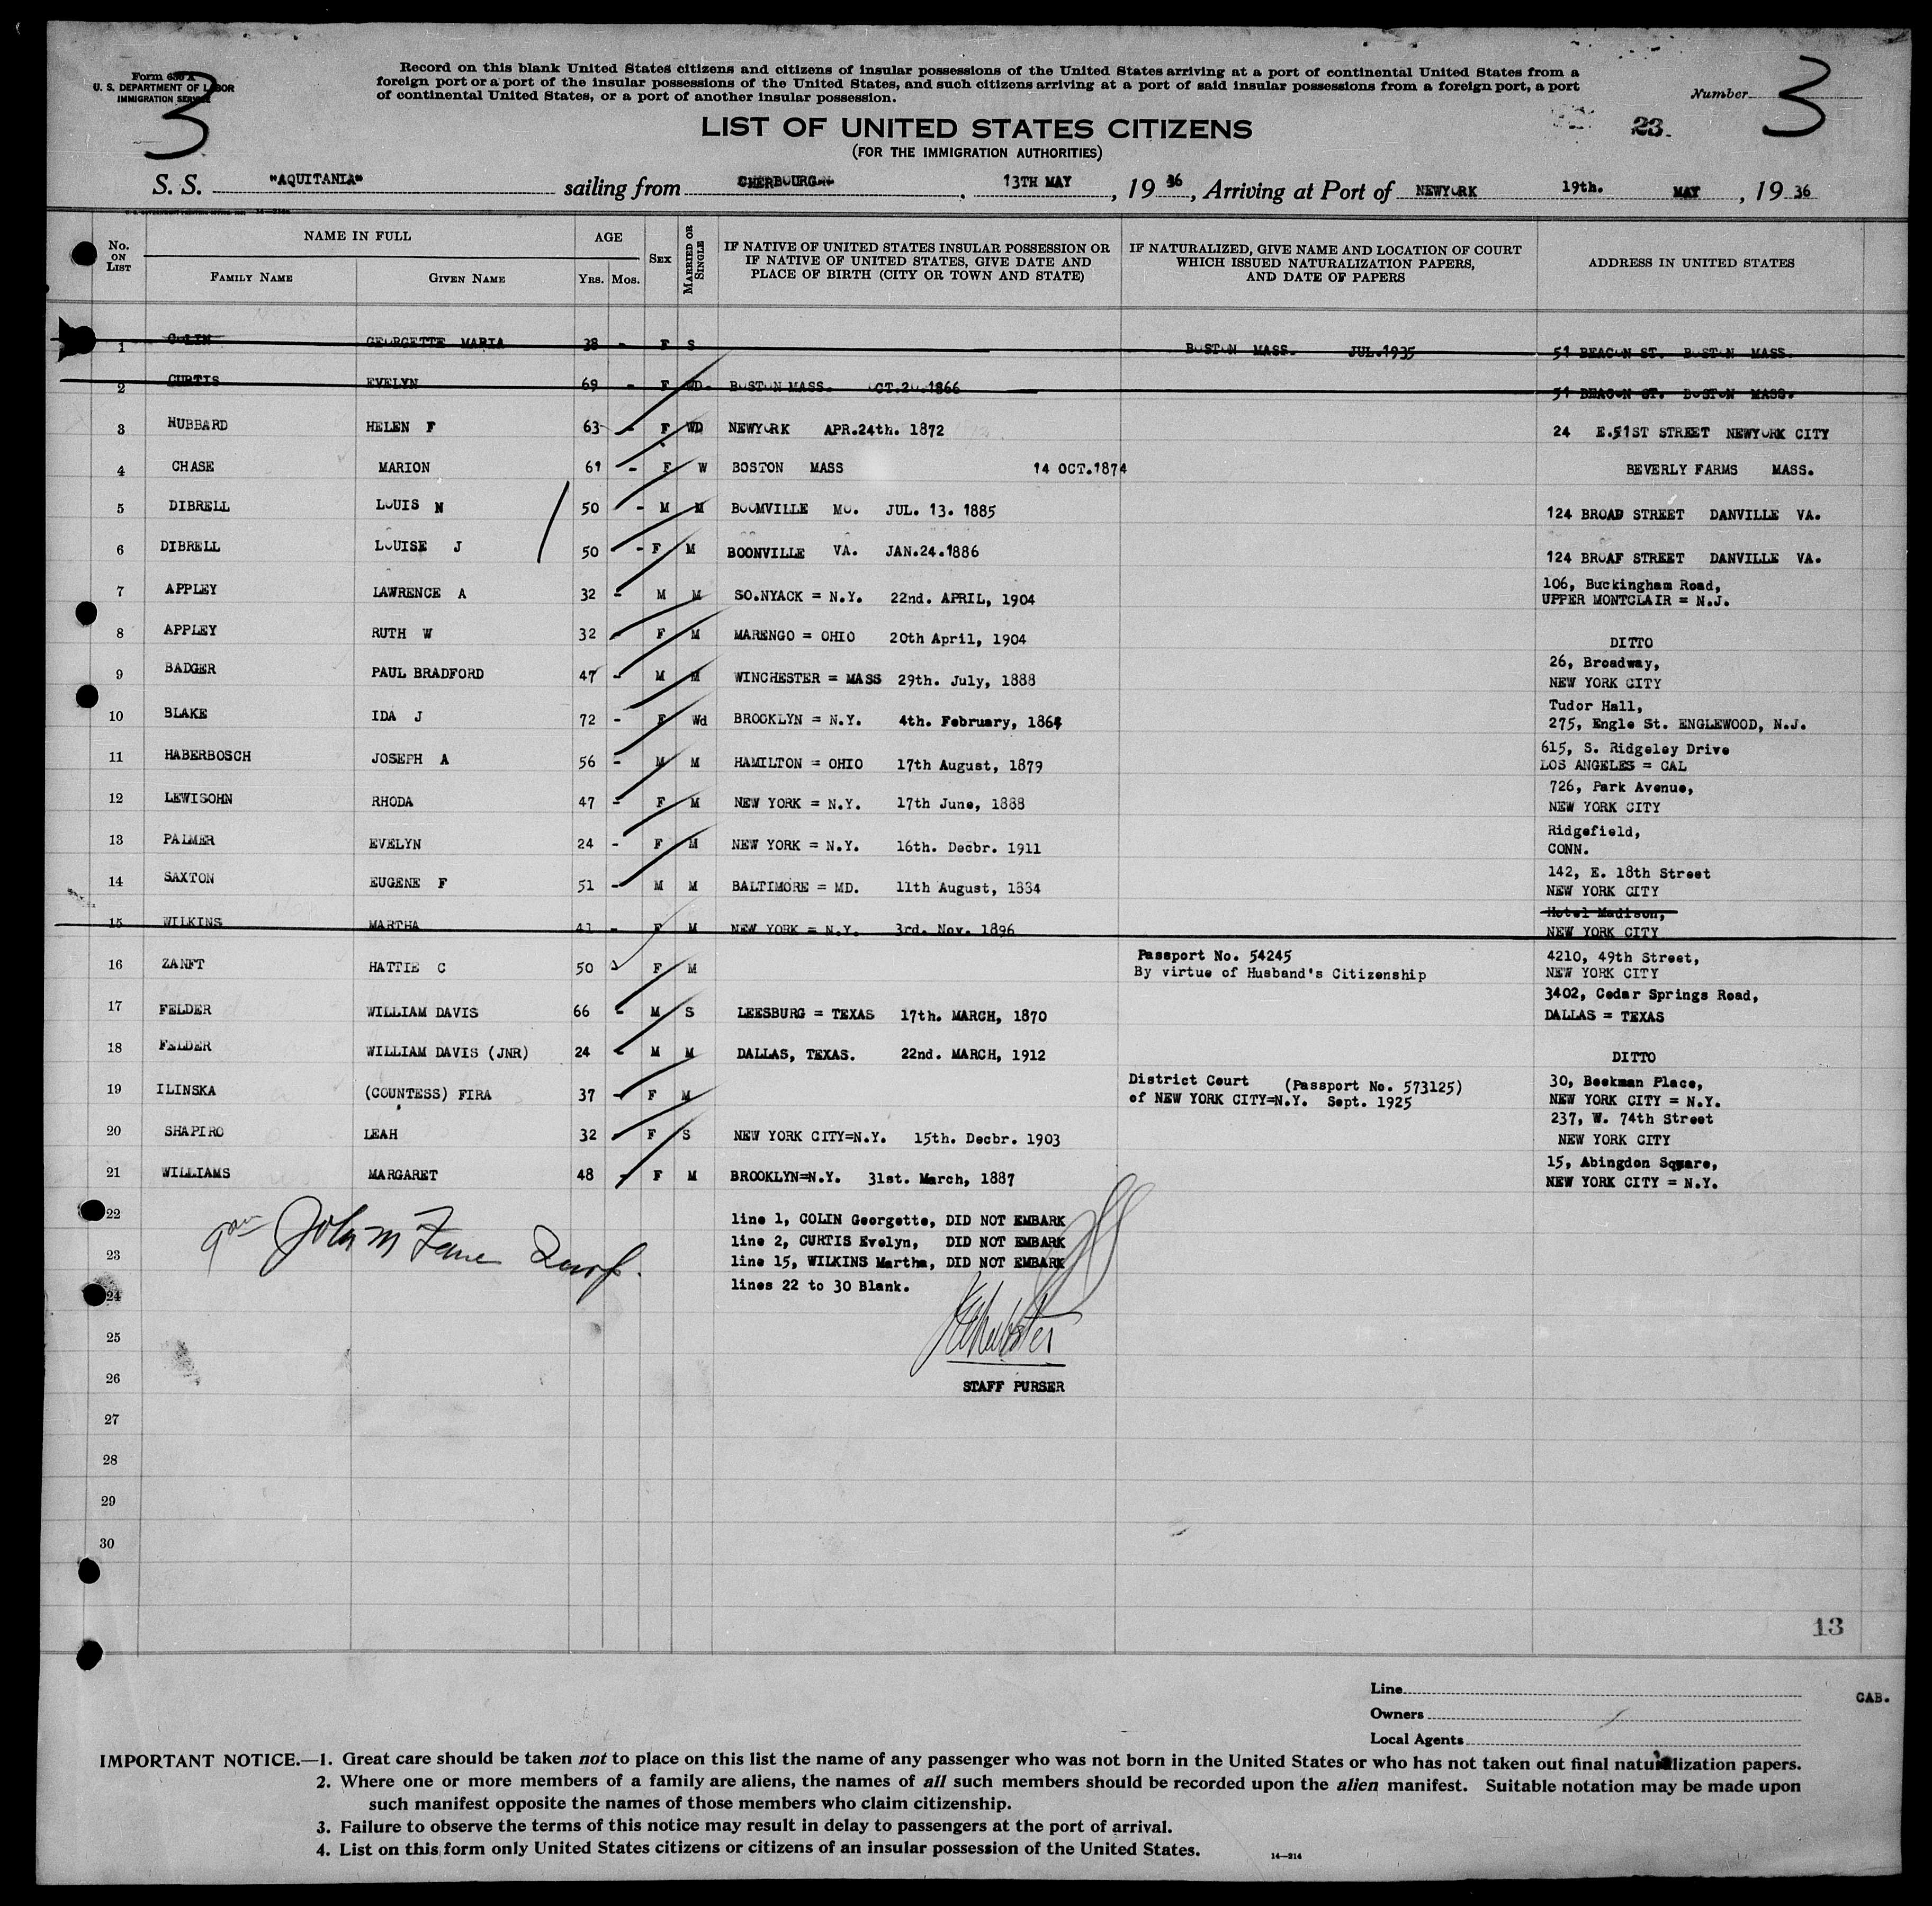 Form 630 A
U. S. DEPARTMENT OF LABOR
IMMIGRATION SERVICE
3
Record on this blank United States citizens and citizens of insular possessions of the United States arriving at a port of continental United States from a
foreign port or a port of the insular possessions of the United States, and such citizens arriving at a port of said insular possessions from a foreign port, a port
of continental United States, or a port of another insular possession.
Number 3
LIST OF UNITED STATES CITIZENS
23.
(FOR THE IMMIGRATION AUTHORITIES)
S. S. "AQUITANIA" sailing from CHERBOURG, 13TH MAY, 19 36, Arriving at Port of NEWYORK 19th. MAY, 19 36
No. ON LIST NAME IN FULL FAMILY NAME GIVEN NAME AGE YRS. MOS. SEX MARRIED OR SINGLE IF NATIVE OF UNITED STATES INSULAR POSSESSION OR IF NATIVE OF UNITED STATES, GIVE DATE AND PLACE OF BIRTH (CITY OR TOWN AND STATE) IF NATURALIZED, GIVE NAME AND LOCATION OF COURT WHICH ISSUED NATURALIZATION PAPERS, AND DATE OF PAPERS ADDRESS IN UNITED STATES
1 COLIN GEORGETTE MARIA 38 - F S BOSTON MASS. JUL.1935 51 BEACON ST. BOSTON MASS.
2 CURTIS EVELYN 69 - F WD. BOSTON MASS. OCT.20.1866 51 BEACON ST. BOSTON MASS.
3 HUBBARD HELEN F 63 - F WD NEWYORK APR.24th. 1872 24 E.51ST STREET NEWYORK CITY
4 CHASE MARION 61 - F W BOSTON MASS 14 OCT.1874 BEVERLY FARMS MASS.
5 DIBRELL LOUIS N 50 - M M BOOMVILLE MO. JUL. 13. 1885 124 BROAD STREET DANVILLE VA.
6 DIBRELL LOUISE J 50 - F M BOONVILLE VA. JAN.24.1886 124 BROAF STREET DANVILLE VA.
7 APPLEY LAWRENCE A 32 - M M SO.NYACK = N.Y. 22nd. APRIL, 1904 106, Buckingham Road,
UPPER MONTCLAIR = N.J.
8 APPLEY RUTH W 32 - F M MARENGO = OHIO 20th April, 1904 DITTO
9 BADGER PAUL BRADFORD 47 - M M WINCHESTER = MASS 29th. July, 1888 26, Broadway,
NEW YORK CITY
10 BLAKE IDA J 72 - F Wd BROOKLYN = N.Y. 4th. February, 1864 Tudor Hall,
275, Engle St. ENGLEWOOD, N.J.
11 HABERBOSCH JOSEPH A 56 - M M HAMILTON = OHIO 17th August, 1879 615, S. Ridgeley Drive
LOS ANGELES = CAL
12 LEWISOHN RHODA 47 - F M NEW YORK = N.Y. 17th June, 1888 726, Park Avenue,
NEW YORK CITY
13 PALMER EVELYN 24 - F M NEW YORK = N.Y. 16th. Decbr. 1911 Ridgefield,
CONN.
14 SAXTON EUGENE F 51 - M M BALTIMORE = MD. 11th August, 1884 142, E. 18th Street
NEW YORK CITY
15 WILKINS MARTHA 41 - F M NEW YORK = N.Y. 3rd. Nov. 1896 Hotel Madison,
NEW YORK CITY
16 ZANFT HATTIE C 50 - F M Passport No. 54245 4210, 49th Street,
By virtue of Husband's Citizenship NEW YORK CITY
17 FELDER WILLIAM DAVIS 66 - M S LEESBURG = TEXAS 17th. MARCH, 1870 3402, Cedar Springs Road,
DALLAS = TEXAS
18 FELDER WILLIAM DAVIS (JNR) 24 - M M DALLAS, TEXAS. 22nd. MARCH, 1912 DITTO
19 ILINSKA (COUNTESS) FIRA 37 - F M District Court (Passport No. 573125) 30, Beekman Place,
of NEW YORK CITY=N.Y. Sept. 1925 NEW YORK CITY = N.Y.
20 SHAPIRO LEAH 32 - F S NEW YORK CITY=N.Y. 15th. Decbr. 1903 237, W. 74th Street
NEW YORK CITY
21 WILLIAMS MARGARET 48 - F M BROOKLYN=N.Y. 31st. March, 1887 15, Abingdon Square,
NEW YORK CITY = N.Y.
22 line 1, COLIN Georgette, DID NOT EMBARK
line 2, CURTIS Evelyn, DID NOT EMBARK
23 John M line 15, WILKINS Martha, DID NOT EMBARK
24 lines 22 to 30 Blank.
25 Webster
26 STAFF PURSER
27
28
29
30
13
Line
CAB.
Owners
Local Agents
IMPORTANT NOTICE.—1. Great care should be taken not to place on this list the name of any passenger who was not born in the United States or who has not taken out final naturalization papers.
2. Where one or more members of a family are aliens, the names of all such members should be recorded upon the alien manifest. Suitable notation may be made upon
such manifest opposite the names of those members who claim citizenship.
3. Failure to observe the terms of this notice may result in delay to passengers at the port of arrival.
4. List on this form only United States citizens or citizens of an insular possession of the United States.
14—214